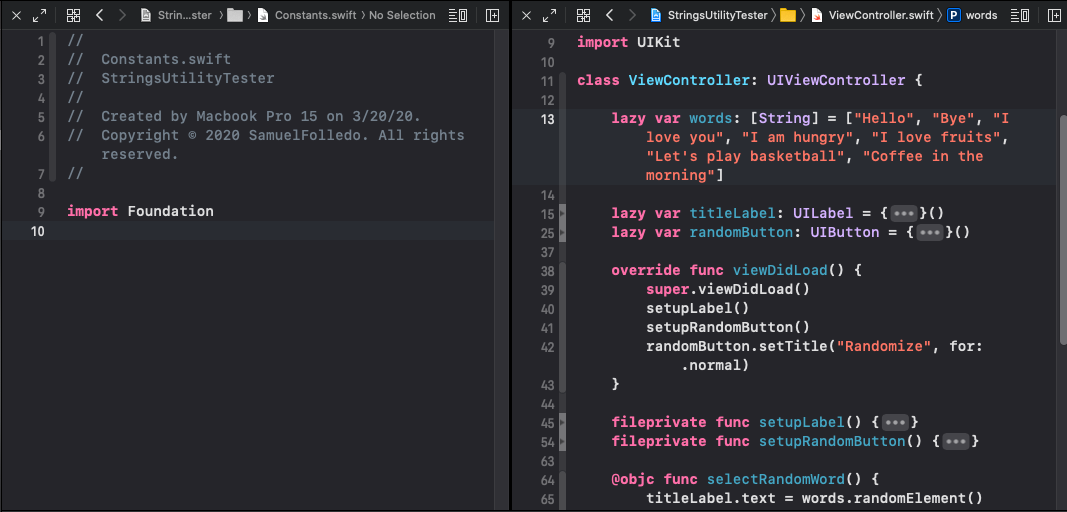 Strin...ster 〉 〉 Constants.swift 〉 No Selection
1 //
2 //  Constants.swift
3 //  StringsUtilityTester
4 //
5 //  Created by Macbook Pro 15 on 3/20/20.
6 //  Copyright © 2020 SamuelFolledo. All rights
reserved.
7 //
8
9 import Foundation
10
StringsUtilityTester 〉 〉 ViewController.swift 〉 P words
9 import UIKit
10
11 class ViewController: UIViewController {
12
13 lazy var words: [String] = ["Hello", "Bye", "I
love you", "I am hungry", "I love fruits",
"Let's play basketball", "Coffee in the
morning"]
14
15 lazy var titleLabel: UILabel = {•••}()
25 lazy var randomButton: UIButton = {•••}()
37
38 override func viewDidLoad() {
39 super.viewDidLoad()
40 setupLabel()
41 setupRandomButton()
42 randomButton.setTitle("Randomize", for:
.normal)
43 }
44
45 fileprivate func setupLabel() {•••}
54 fileprivate func setupRandomButton() {•••}
63
64 @objc func selectRandomWord() {
65 titleLabel.text = words.randomElement()